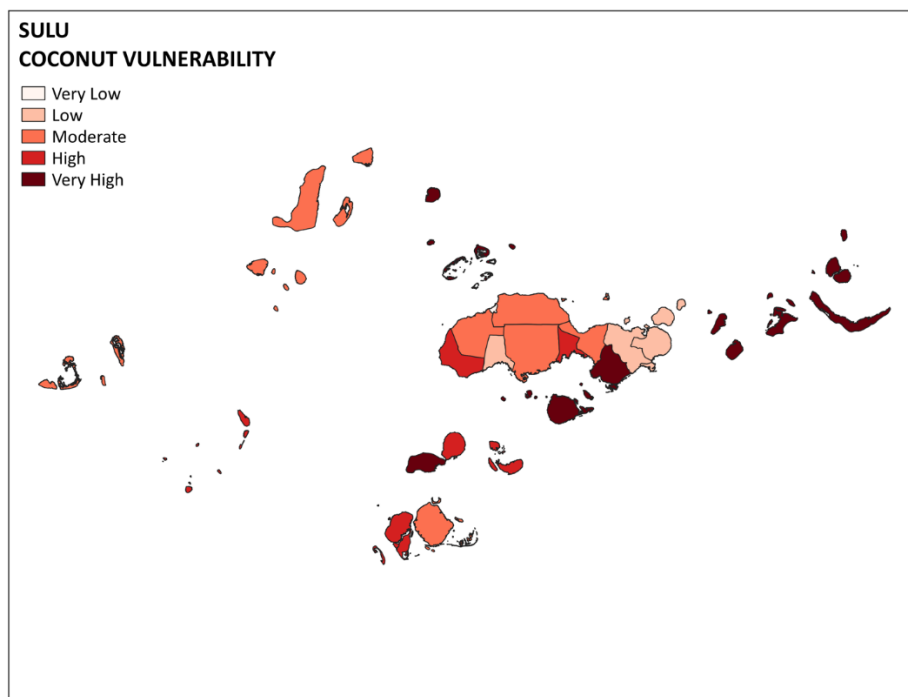 SULU
COCONUT VULNERABILITY
Very Low
Low
Moderate
High
Very High